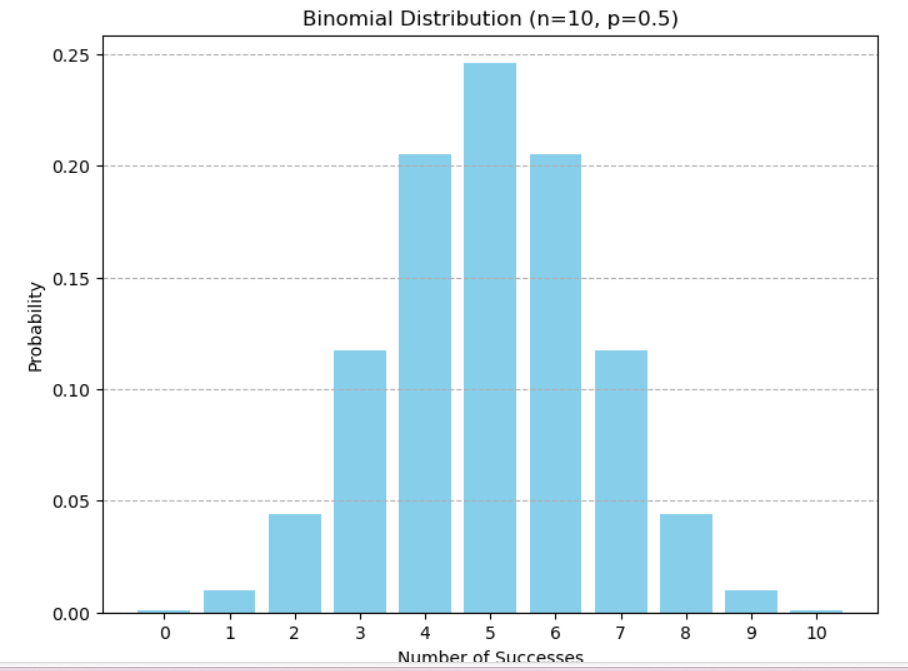 Binomial Distribution (n=10, p=0.5)
0.25
0.20
0.15
0.10
0.05
0.00
Probability
0 1 2 3 4 5 6 7 8 9 10
Number of Successes